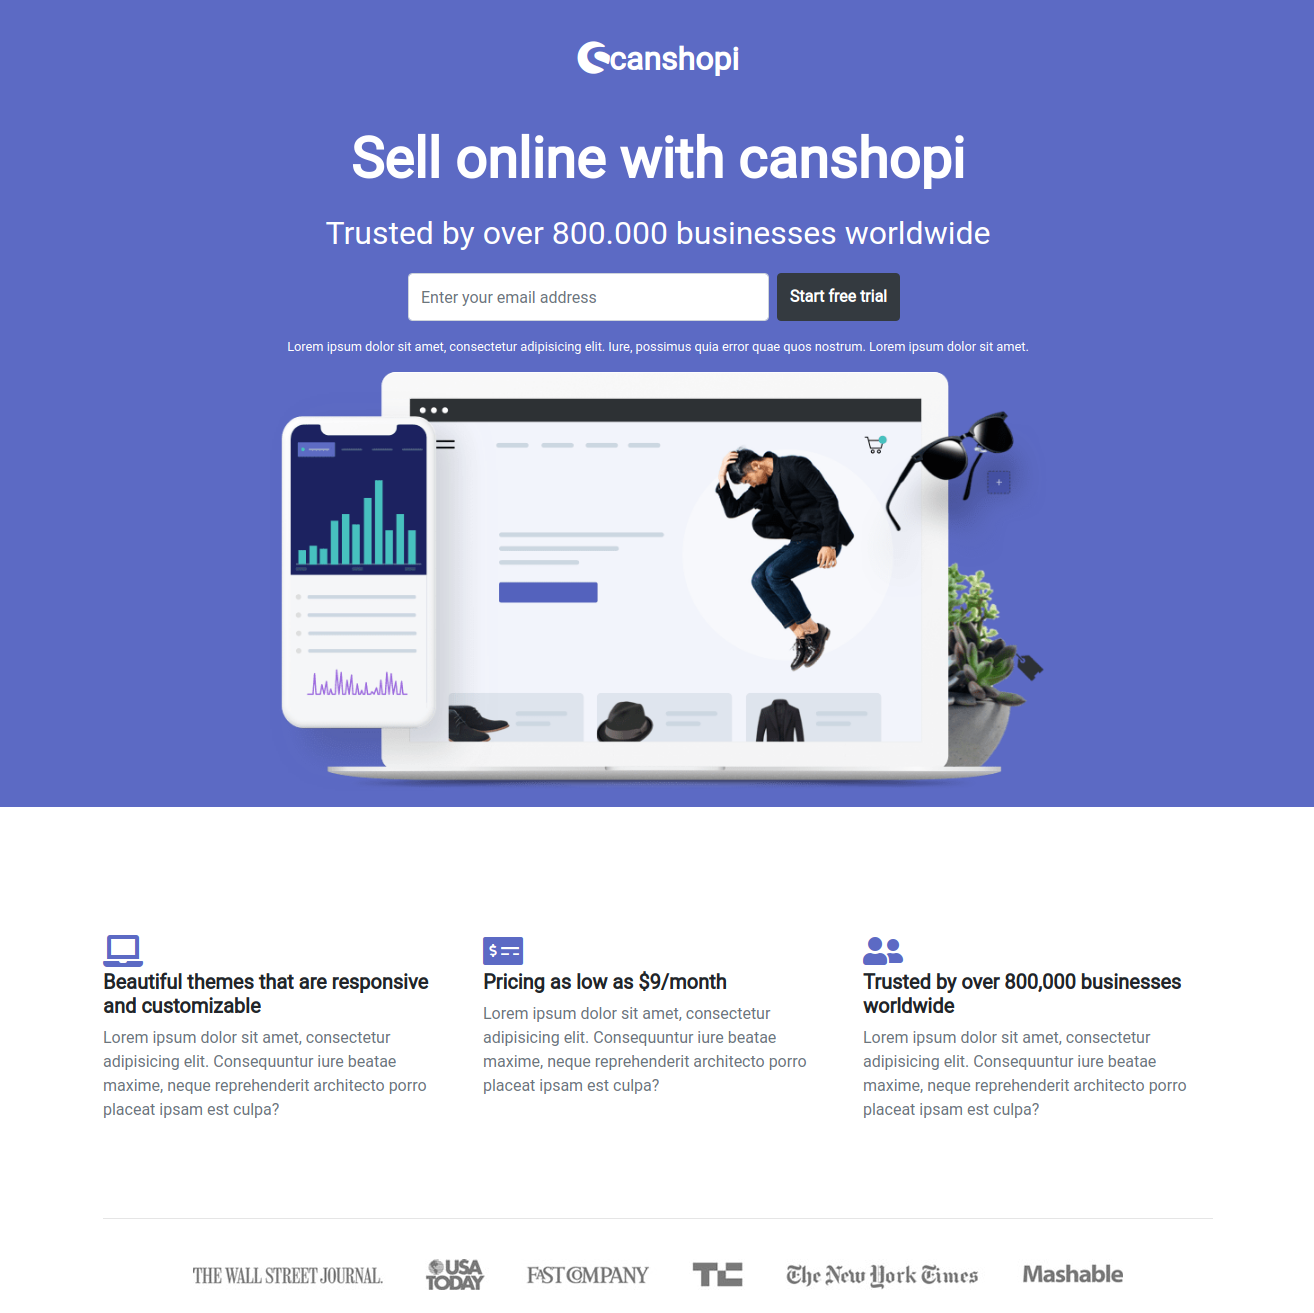 canshopi
Sell online with canshopi
Trusted by over 800.000 businesses worldwide
Enter your email address
Start free trial
Lorem ipsum dolor sit amet, consectetur adipisicing elit. Iure, possimus quia error quae quos nostrum. Lorem ipsum dolor sit amet.
Beautiful themes that are responsive
and customizable
Lorem ipsum dolor sit amet, consectetur
adipisicing elit. Consequuntur iure beatae
maxime, neque reprehenderit architecto porro
placeat ipsam est culpa?
Pricing as low as $9/month
Lorem ipsum dolor sit amet, consectetur
adipisicing elit. Consequuntur iure beatae
maxime, neque reprehenderit architecto porro
placeat ipsam est culpa?
Trusted by over 800,000 businesses
worldwide
Lorem ipsum dolor sit amet, consectetur
adipisicing elit. Consequuntur iure beatae
maxime, neque reprehenderit architecto porro
placeat ipsam est culpa?
THE WALL STREET JOURNAL.
USA
TODAY
FAST COMPANY
TC
The New York Times
Mashable